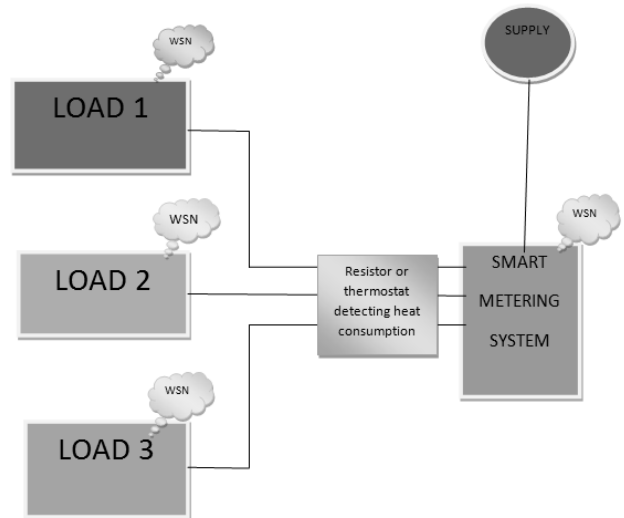 WSN
SUPPLY
LOAD 1
WSN
WSN
LOAD 2
Resistor or
thermostat
detecting heat
consumption
SMART
METERING
SYSTEM
WSN
LOAD 3